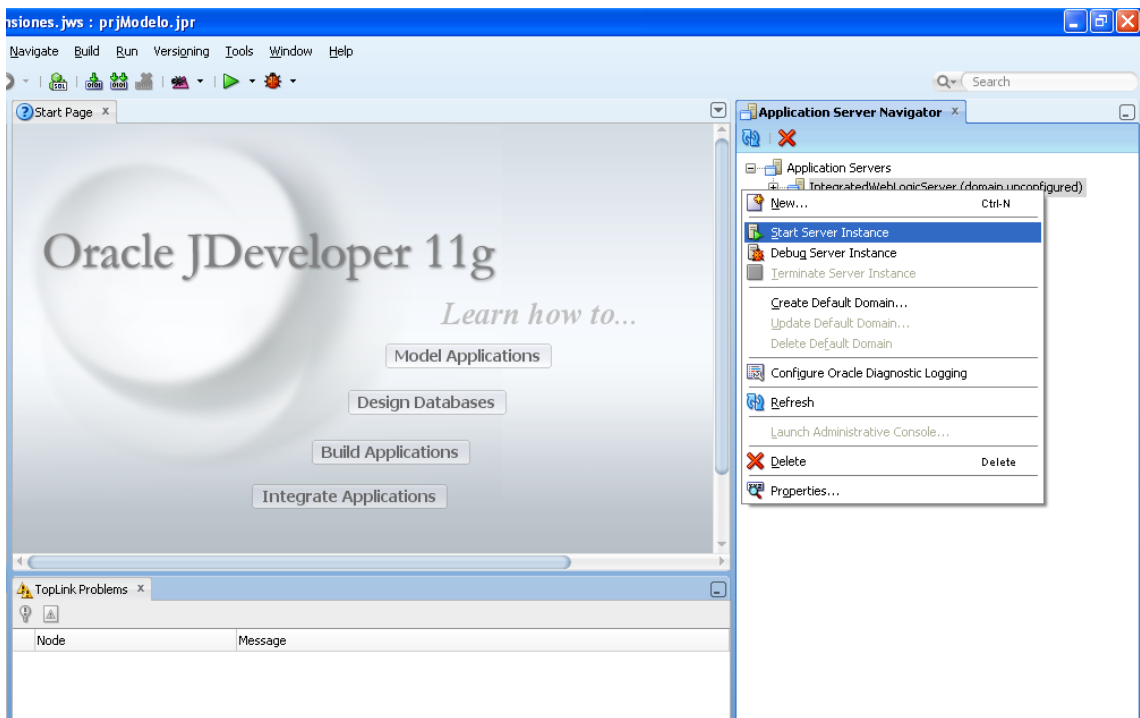 nsiones.jws : prjModelo.jpr
Navigate Build Run Versioning Tools Window Help
Search
Start Page x
Application Server Navigator x
Application Servers
IntegratedWebLogicServer (domain unconfigured)
New... Ctrl-N
Start Server Instance
Debug Server Instance
Terminate Server Instance
Create Default Domain...
Update Default Domain...
Delete Default Domain
Configure Oracle Diagnostic Logging
Refresh
Launch Administrative Console...
Delete Delete
Properties...
Oracle JDeveloper 11g
Learn how to...
Model Applications
Design Databases
Build Applications
Integrate Applications
TopLink Problems x
Node Message